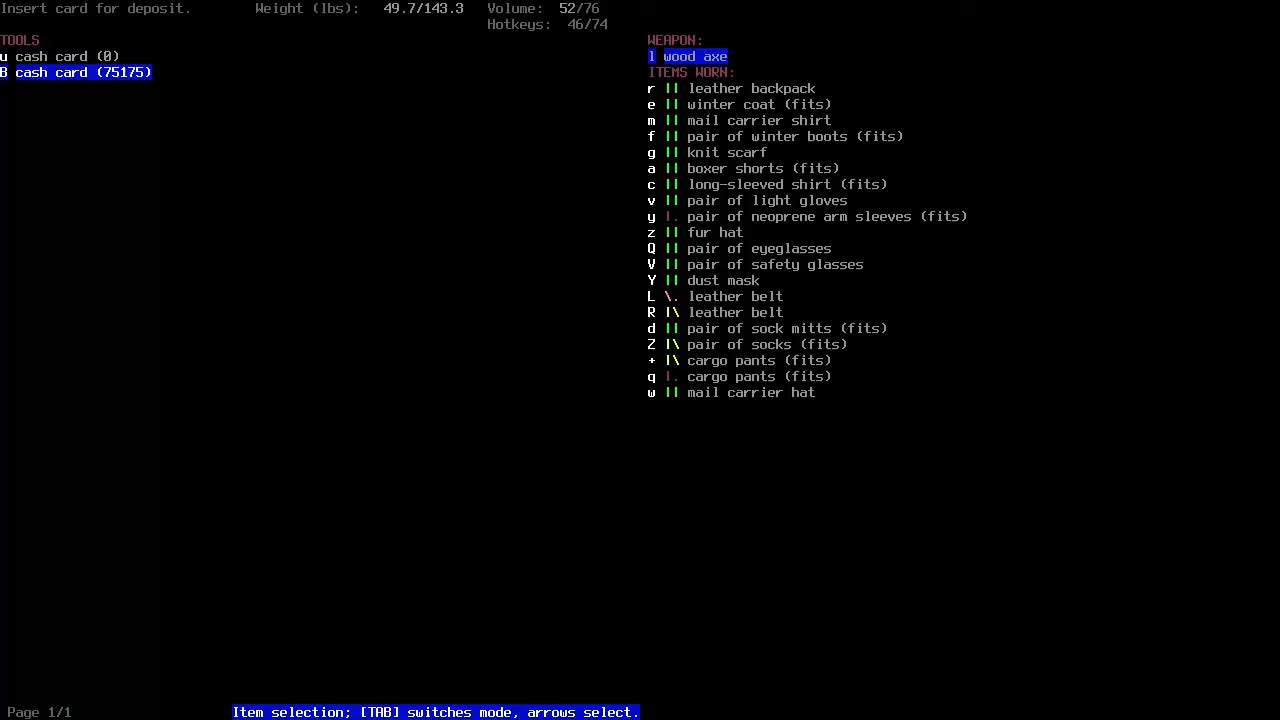 Insert card for deposit. Weight (lbs): 49.7/143.3 Volume: 52/76
Hotkeys: 46/74
TOOLS
u cash card (0)
B cash card (75175)
WEAPON:
l wood axe
ITEMS WORN:
r || leather backpack
e || winter coat (fits)
m || mail carrier shirt
f || pair of winter boots (fits)
g || knit scarf
a || boxer shorts (fits)
c || long-sleeved shirt (fits)
v || pair of light gloves
y |. pair of neoprene arm sleeves (fits)
z || fur hat
Q || pair of eyeglasses
V || pair of safety glasses
Y || dust mask
L \. leather belt
R |\ leather belt
d || pair of sock mitts (fits)
Z |\ pair of socks (fits)
+ |\ cargo pants (fits)
q |. cargo pants (fits)
w || mail carrier hat
Page 1/1 Item selection; [TAB] switches mode, arrows select.